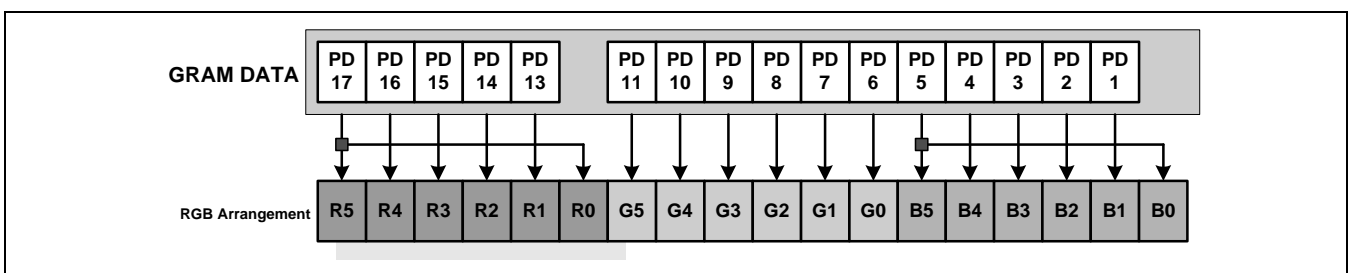 GRAM DATA PD 17 PD 16 PD 15 PD 14 PD 13 PD 11 PD 10 PD 9 PD 8 PD 7 PD 6 PD 5 PD 4 PD 3 PD 2 PD 1
RGB Arrangement R5 R4 R3 R2 R1 R0 G5 G4 G3 G2 G1 G0 B5 B4 B3 B2 B1 B0